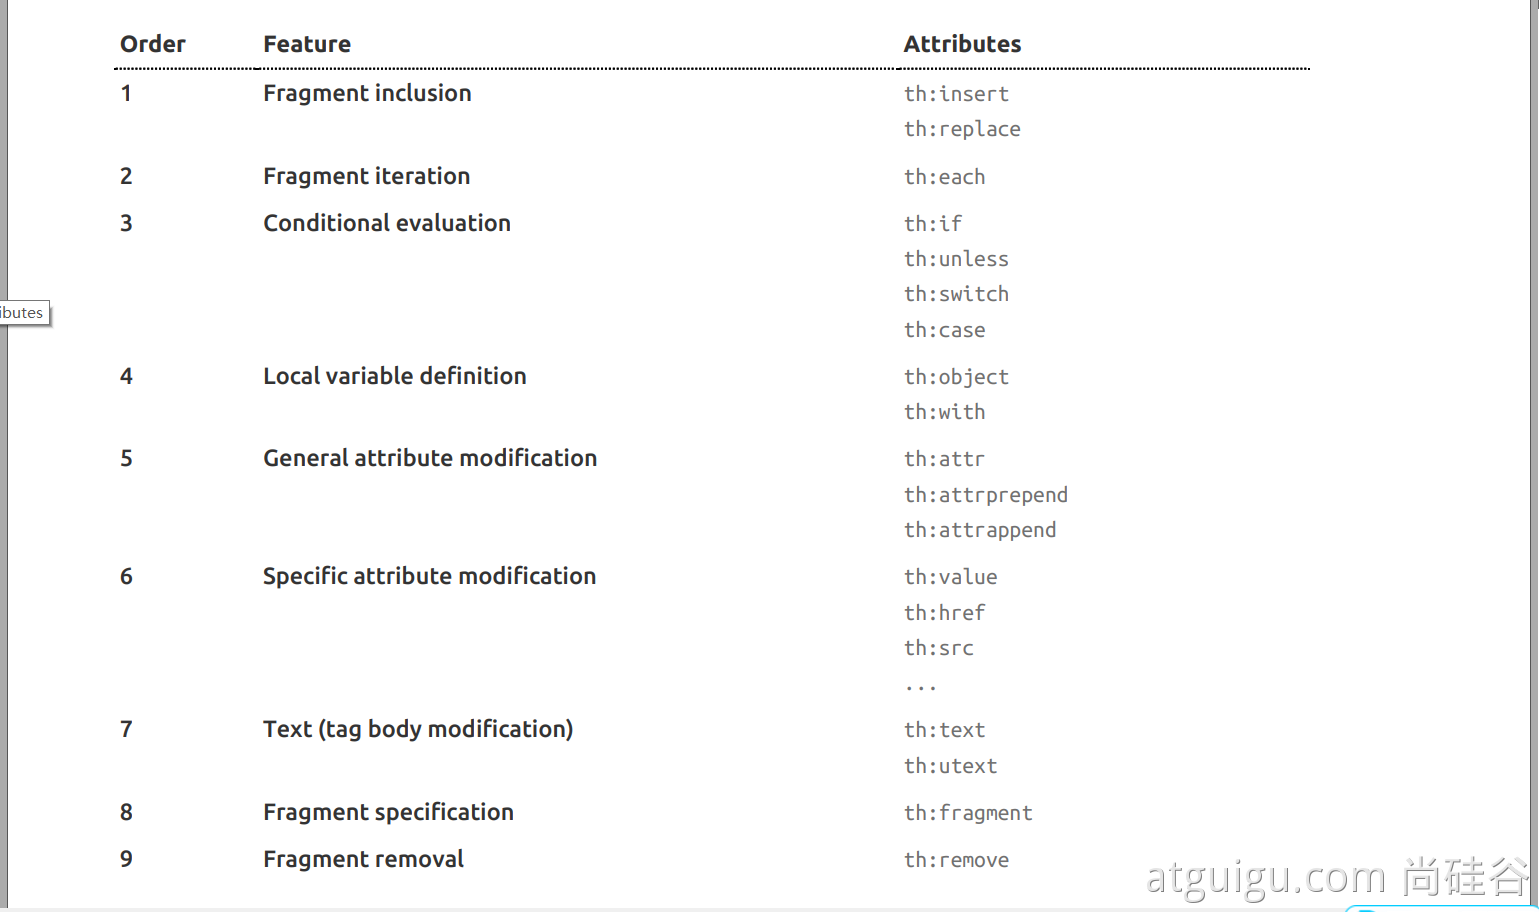 Order Feature Attributes
1 Fragment inclusion th:insert
th:replace
2 Fragment iteration th:each
3 Conditional evaluation th:if
th:unless
th:switch
ibutes
th:case
4 Local variable definition th:object
th:with
5 General attribute modification th:attr
th:attrprepend
th:attrappend
6 Specific attribute modification th:value
th:href
th:src
...
7 Text (tag body modification) th:text
th:utext
8 Fragment specification th:fragment
9 Fragment removal th:remove
atguigu.com 尚硅谷